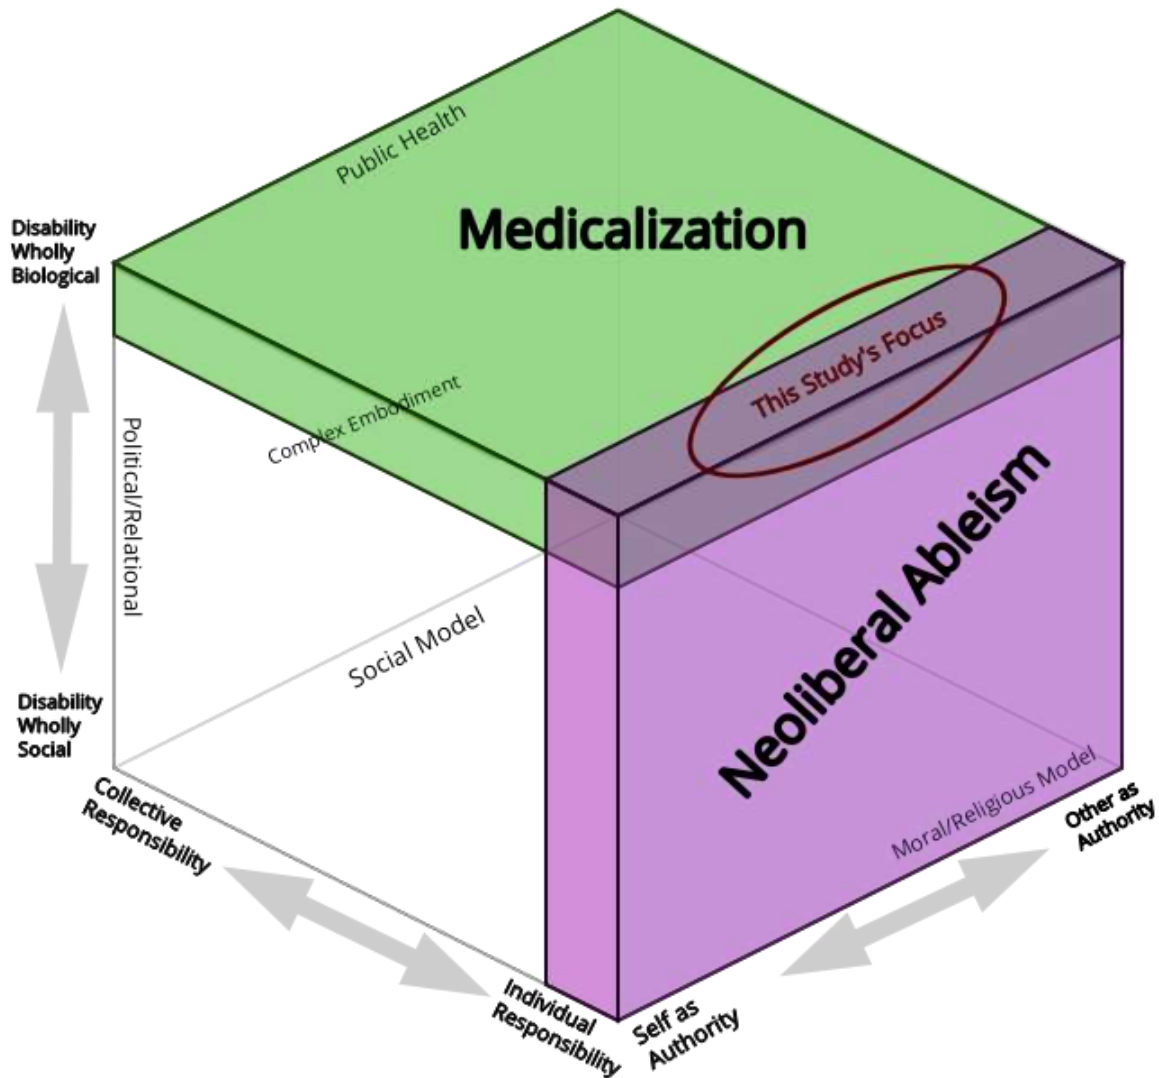 Public Health
Medicalization
Disability
Wholly
Biological
This Study's Focus
Complex Embodiment
Political/Relational
Neoliberal Ableism
Social Model
Disability
Wholly
Social
Moral/Religious Model
Collective
Responsibility
Other as
Authority
Individual
Responsibility
Self as
Authority